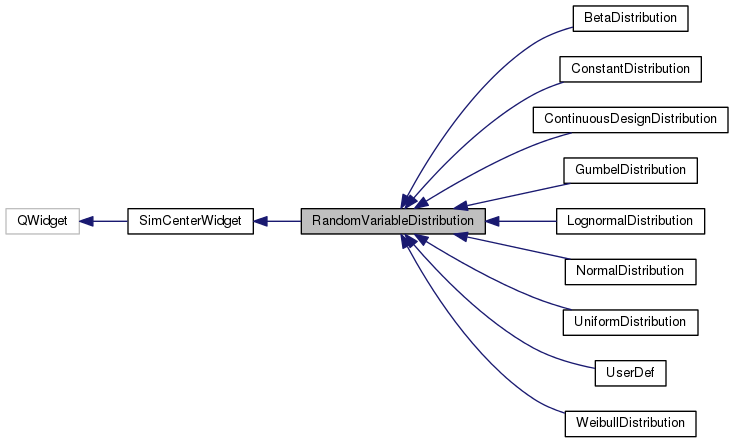 BetaDistribution
ConstantDistribution
ContinuousDesignDistribution
GumbelDistribution
QWidget
SimCenterWidget
RandomVariableDistribution
LognormalDistribution
NormalDistribution
UniformDistribution
UserDef
WeibullDistribution